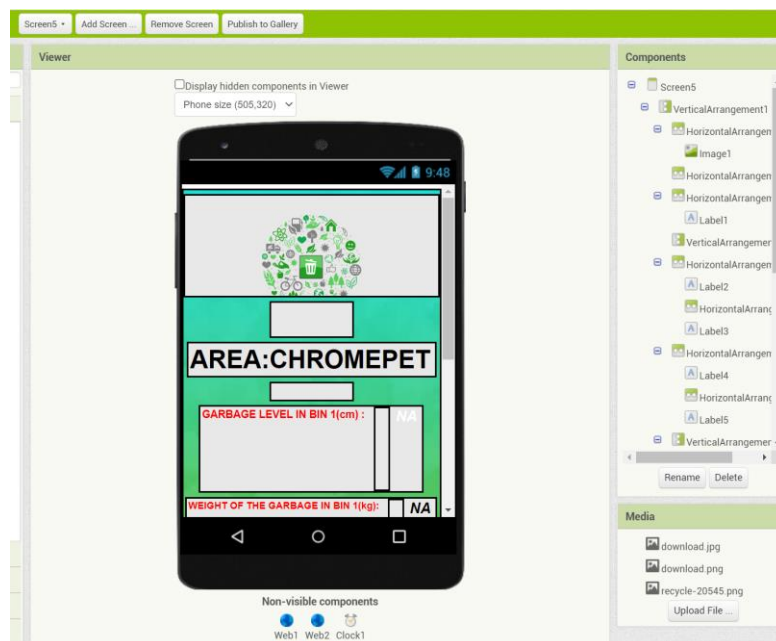 Screen5
Add Screen ...
Remove Screen
Publish to Gallery
Viewer
Display hidden components in Viewer
Phone size (505,320)
9:48
AREA:CHROMEPET
GARBAGE LEVEL IN BIN 1(cm) :
NA
WEIGHT OF THE GARBAGE IN BIN 1(kg):
NA
Non-visible components
Web1 Web2 Clock1
Components
Screen5
VerticalArrangement1
HorizontalArrangen
Image1
HorizontalArrangen
HorizontalArrangen
Label1
VerticalArrangement
HorizontalArrangen
Label2
HorizontalArrang
Label3
HorizontalArrangen
Label4
HorizontalArrang
Label5
VerticalArrangemer
Rename Delete
Media
download.jpg
download.png
recycle-20545.png
Upload File ...